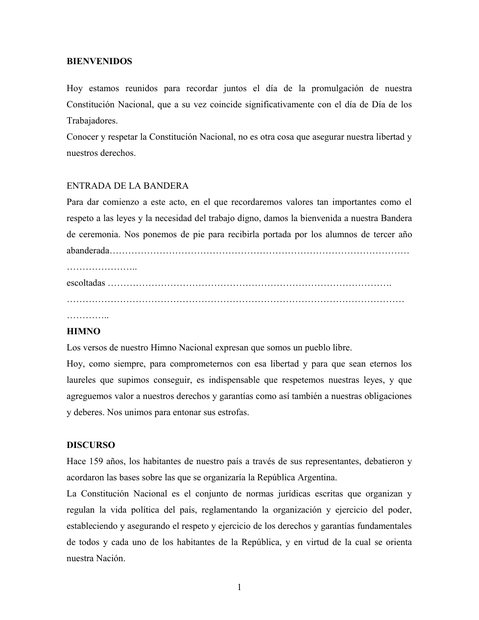 BIENVENIDOS
Hoy estamos reunidos para recordar juntos el día de la promulgación de nuestra
Constitución Nacional, que a su vez coincide significativamente con el día de Día de los
Trabajadores.
Conocer y respetar la Constitución Nacional, no es otra cosa que asegurar nuestra libertad y
nuestros derechos.
ENTRADA DE LA BANDERA
Para dar comienzo a este acto, en el que recordaremos valores tan importantes como el
respeto a las leyes y la necesidad del trabajo digno, damos la bienvenida a nuestra Bandera
de ceremonia. Nos ponemos de pie para recibirla portada por los alumnos de tercer año
abanderada……………………………………………………………………………………
…………………..
escoltadas ……………………………………………………………………………….
………………………………………………………………………………………………
…………..
HIMNO
Los versos de nuestro Himno Nacional expresan que somos un pueblo libre.
Hoy, como siempre, para comprometernos con esa libertad y para que sean eternos los
laureles que supimos conseguir, es indispensable que respetemos nuestras leyes, y que
agreguemos valor a nuestros derechos y garantías como así también a nuestras obligaciones
y deberes. Nos unimos para entonar sus estrofas.
DISCURSO
Hace 159 años, los habitantes de nuestro país a través de sus representantes, debatieron y
acordaron las bases sobre las que se organizaría la República Argentina.
La Constitución Nacional es el conjunto de normas jurídicas escritas que organizan y
regulan la vida política del país, reglamentando la organización y ejercicio del poder,
estableciendo y asegurando el respeto y ejercicio de los derechos y garantías fundamentales
de todos y cada uno de los habitantes de la República, y en virtud de la cual se orienta
nuestra Nación.
1